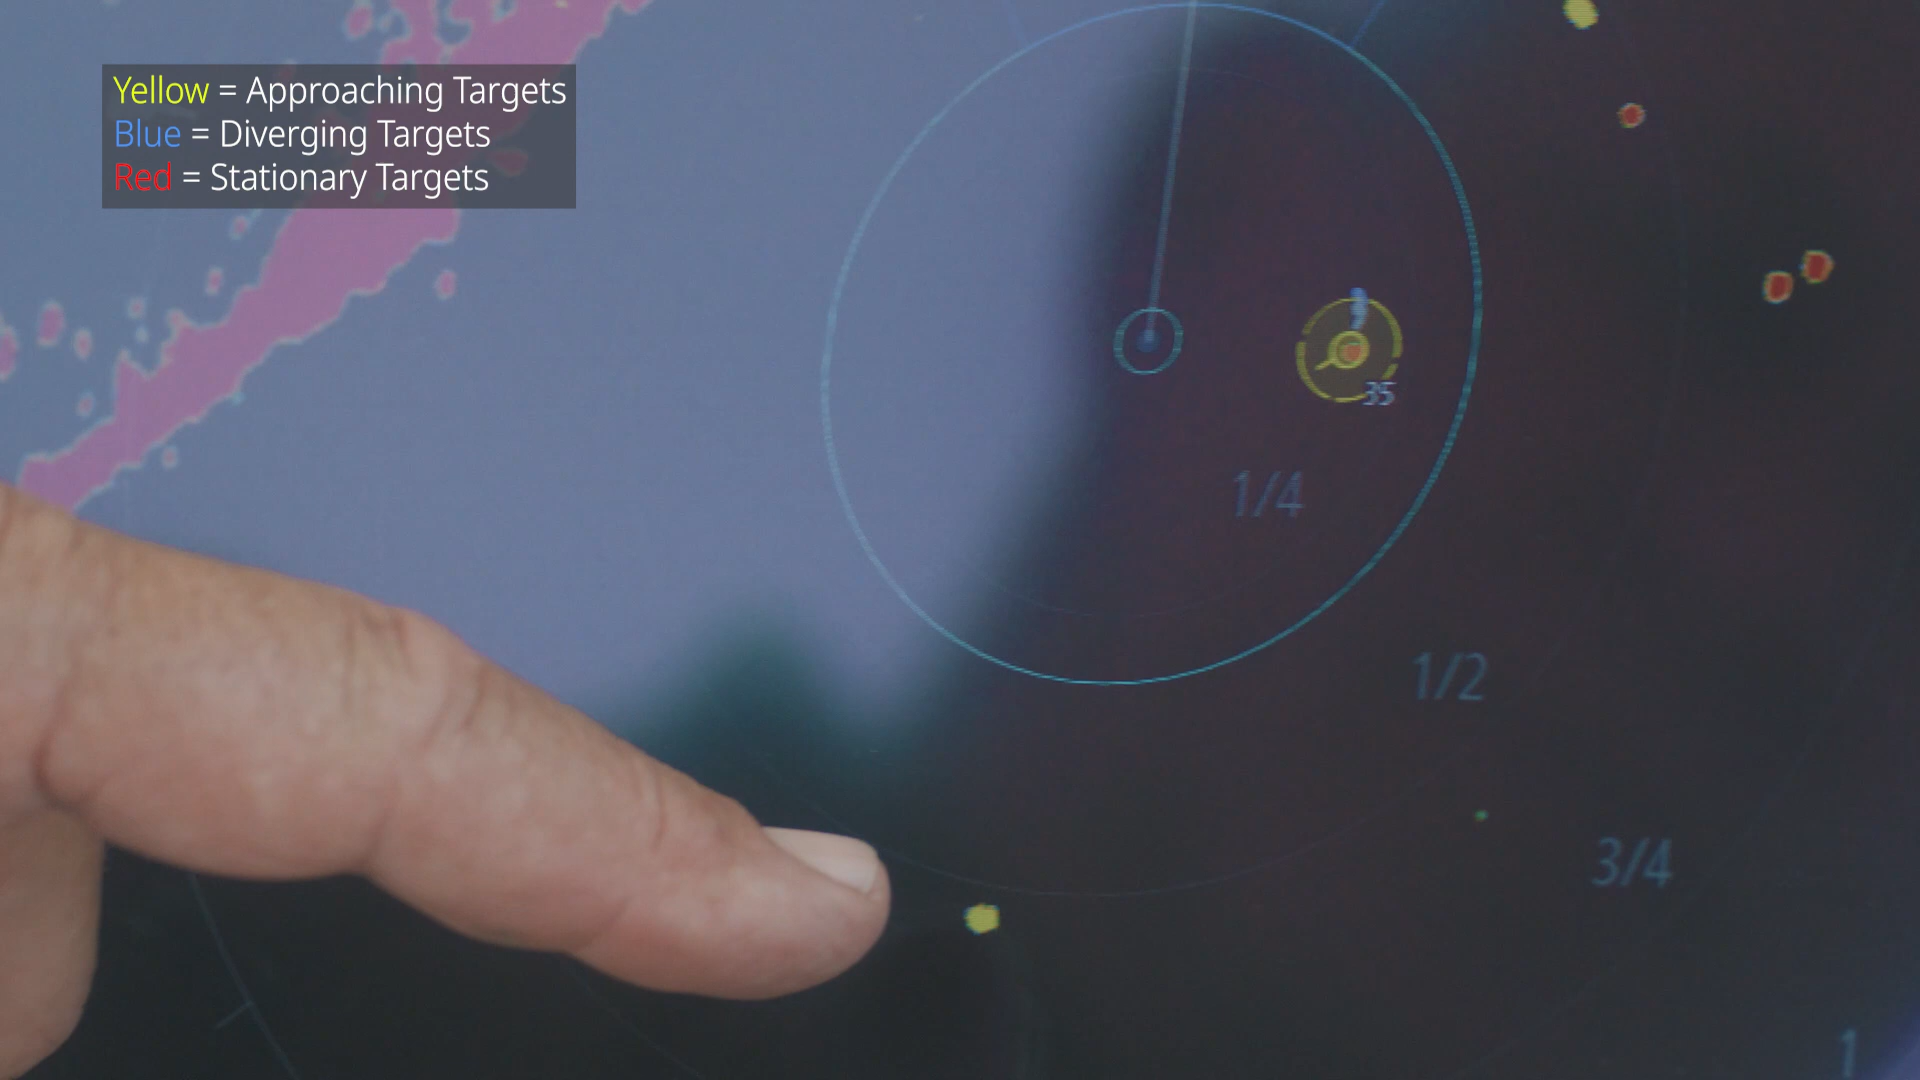 Yellow = Approaching Targets
Blue = Diverging Targets
Red = Stationary Targets
35
1/4
1/2
3/4
1